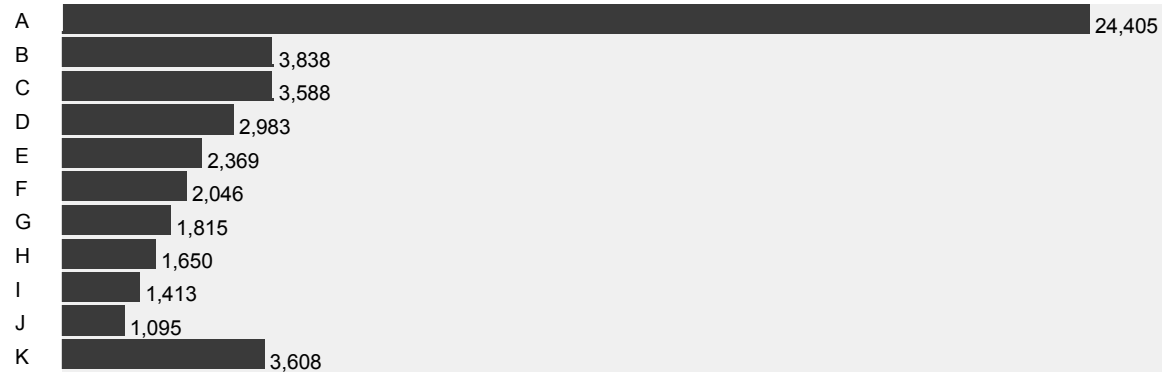 A 24,405
B 3,838
C 3,588
D 2,983
E 2,369
F 2,046
G 1,815
H 1,650
I 1,413
J 1,095
K 3,608